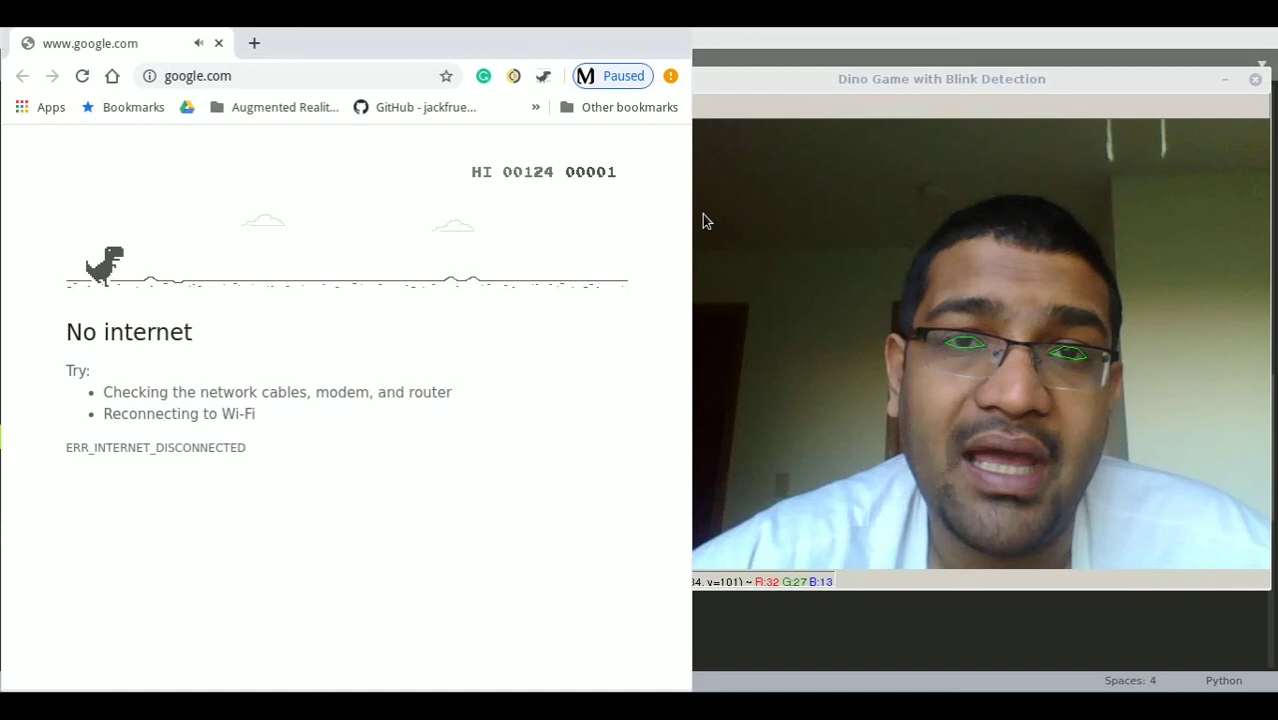 www.google.com
Dino Game with Blink Detection
google.com
M Paused
Apps
Bookmarks
Augmented Realit...
GitHub - jackfrue...
»
Other bookmarks
HI 00124 00001
No internet
Try:
• Checking the network cables, modem, and router
• Reconnecting to Wi-Fi
ERR_INTERNET_DISCONNECTED
34, y=101) ~ R:32 G:27 B:13
Spaces: 4
Python